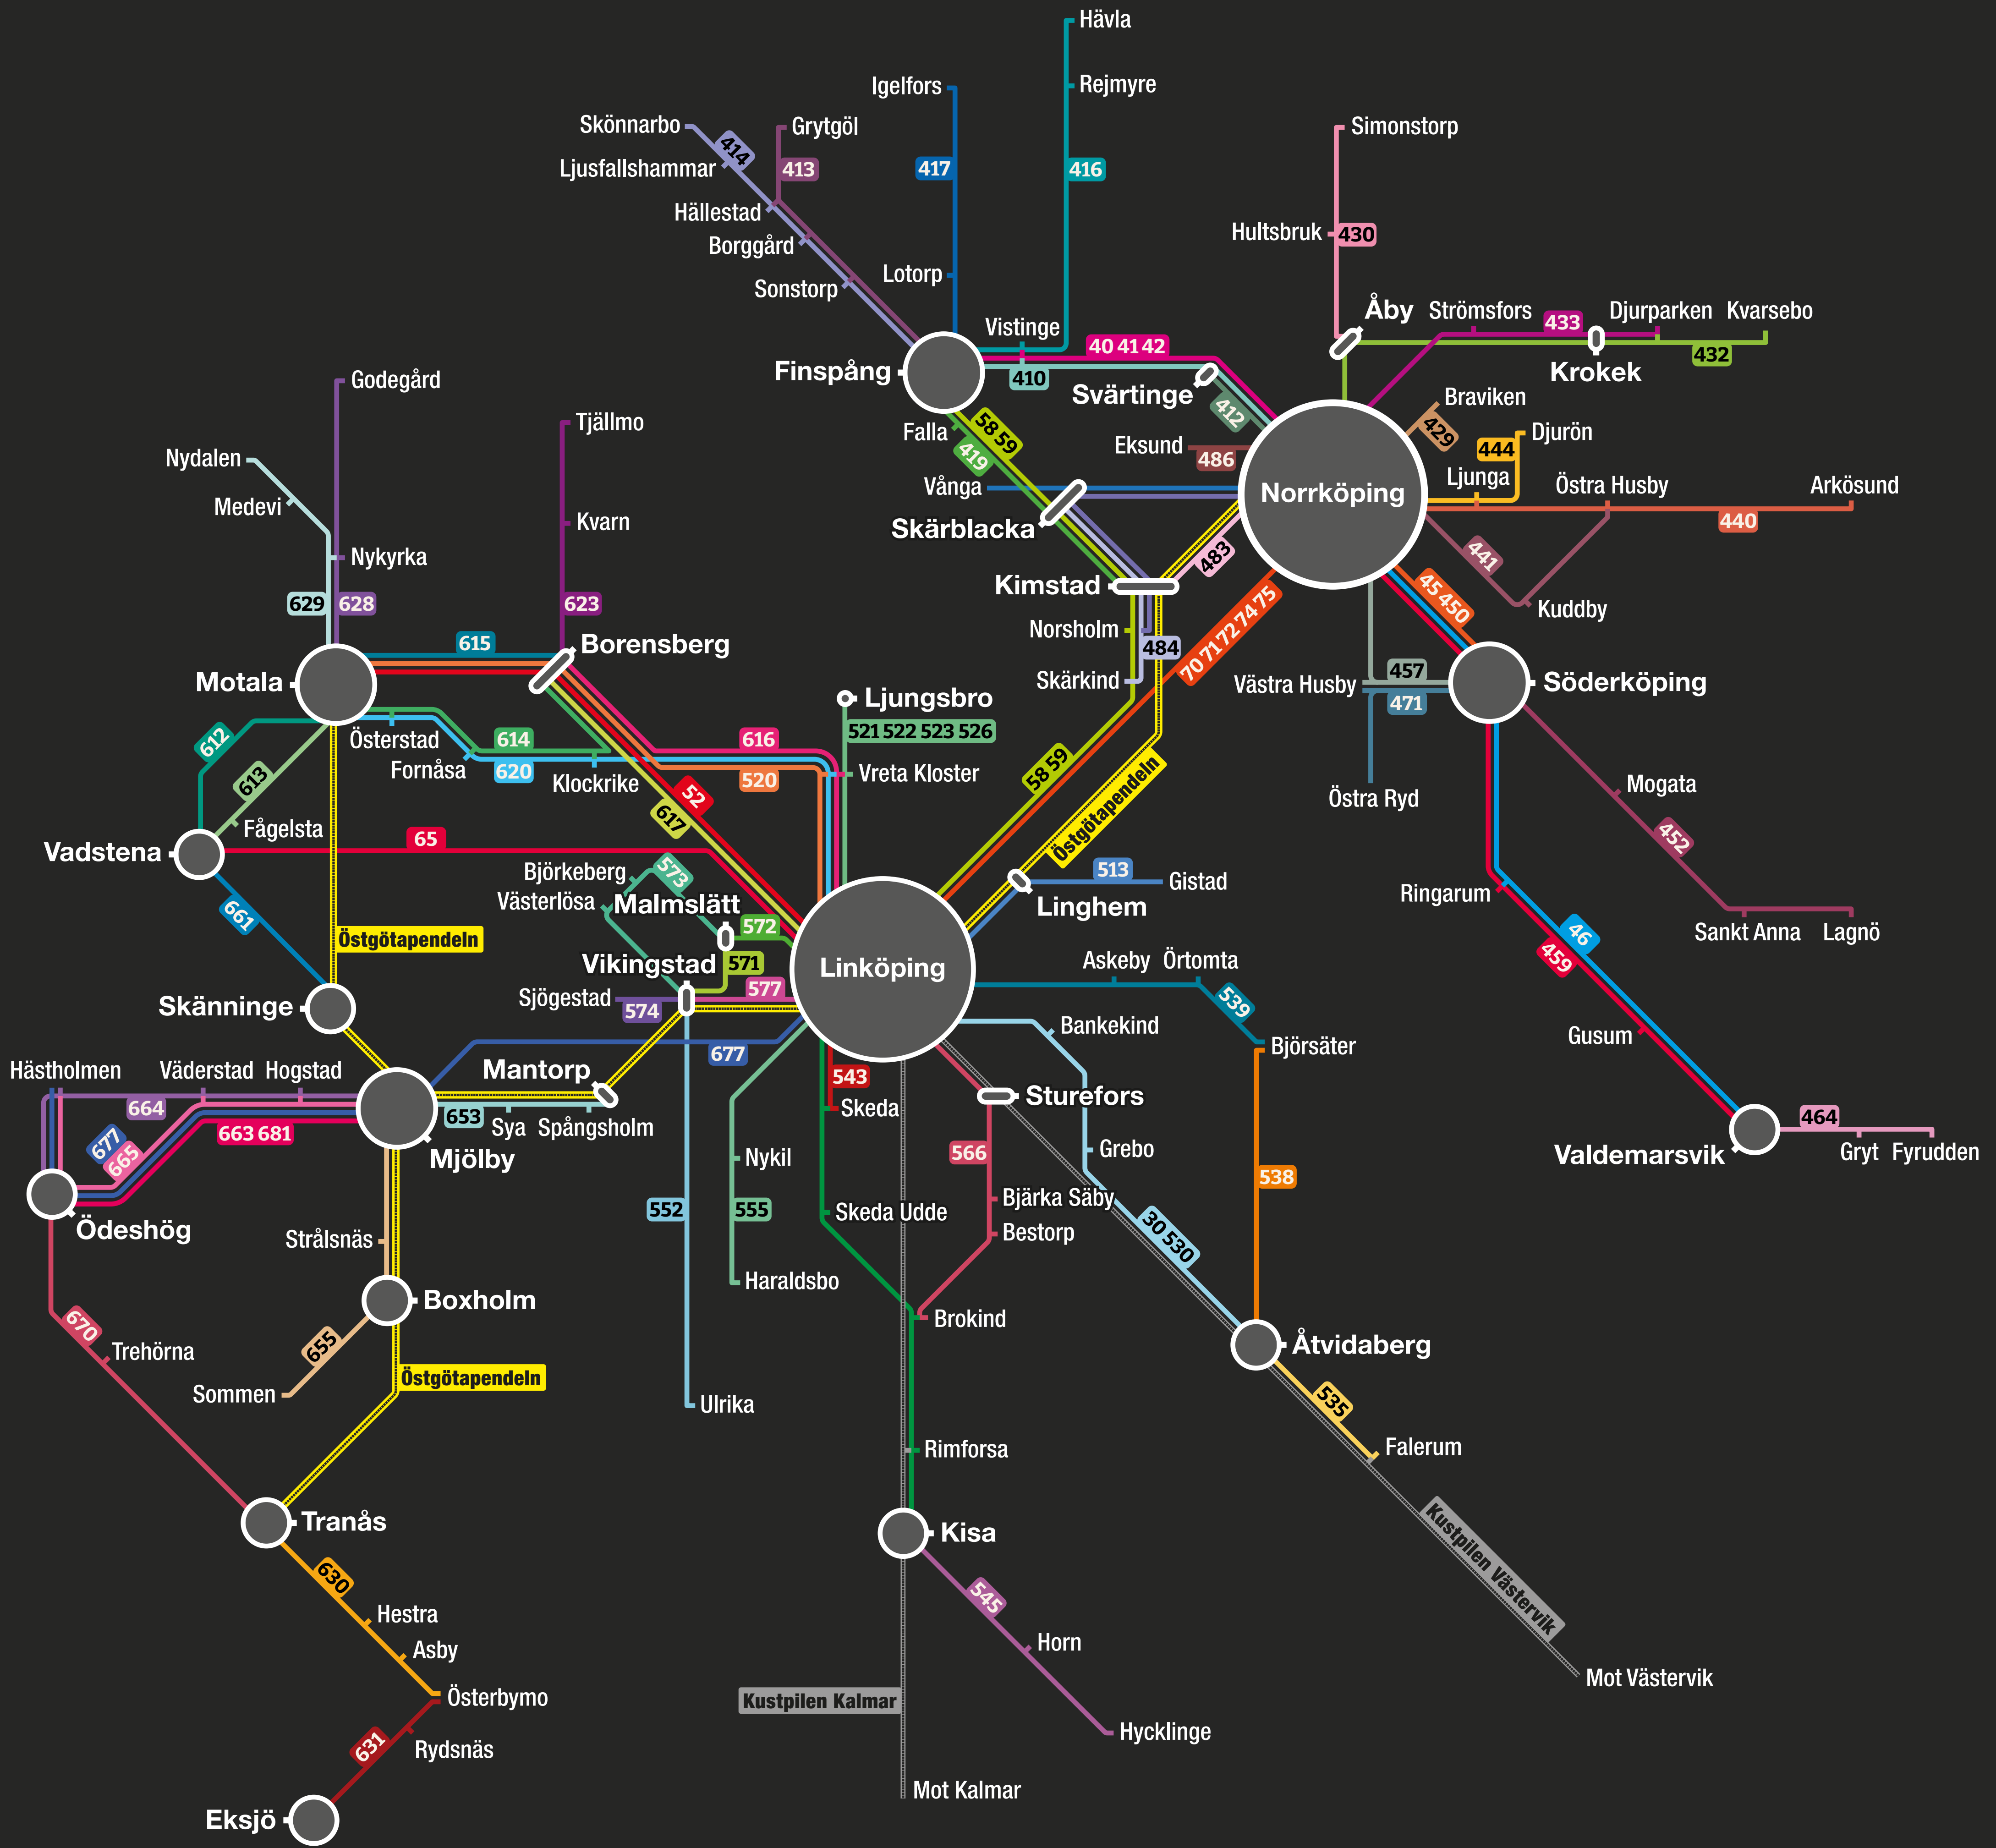 Hävla
Igelfors
Rejmyre
Skönnarbo
414
Grytgöl
Simonstorp
Ljusfallshammar
413
417
416
Hällestad
Hultsbruk
430
Borggård
Lotorp
Sonstorp
Åby
Strömsfors
433
Djurparken
Kvarsebo
Vistinge
40 41 42
432
Finspång
410
Svärtinge
Krokek
Godegård
412
Braviken
Tjällmo
Falla
58 59
419
Eksund
486
429
444
Djurön
Nydalen
Ljunga
Östra Husby
Arkösund
Medevi
Vånga
Norrköping
Kvarn
Skärblacka
440
Nykyrka
483
441
Kimstad
45 450
629
628
623
Kuddby
Norsholm
70 71 72 74 75
615
Borensberg
484
Motala
Skärkind
Västra Husby
457
Söderköping
Ljungsbro
471
612
Österstad
614
616
521 522 523 526
Fornåsa
620
Klockrike
520
Vreta Kloster
58 59
613
52
Östgötapendeln
Östra Ryd
Mogata
Fågelsta
617
452
Vadstena
65
Björkeberg
573
513
Gistad
Västerlösa
Malmslätt
Linghem
Ringarum
661
572
Sankt Anna
Lagnö
Östgötapendeln
46
Vikingstad
571
Linköping
Askeby
Örtomta
459
Skänninge
Sjögestad
577
574
539
Bankekind
Gusum
Björsäter
Hästholmen
Väderstad
Hogstad
Mantorp
677
543
Sturefors
664
653
Skeda
677
663 681
Sya
Spångsholm
464
665
Mjölby
Nykil
566
Grebo
Valdemarsvik
Gryt
Fyrudden
538
Ödeshög
552
555
Skeda Udde
Bjärka Säby
30 530
Strålsnäs
Bestorp
Haraldsbo
Boxholm
670
Brokind
Trehörna
655
Åtvidaberg
Östgötapendeln
Sommen
Ulrika
535
Rimforsa
Falerum
Tranås
Kisa
Kustpilen Västervik
630
545
Hestra
Horn
Asby
Mot Västervik
Österbymo
Kustpilen Kalmar
Hycklinge
631
Rydsnäs
Mot Kalmar
Eksjö